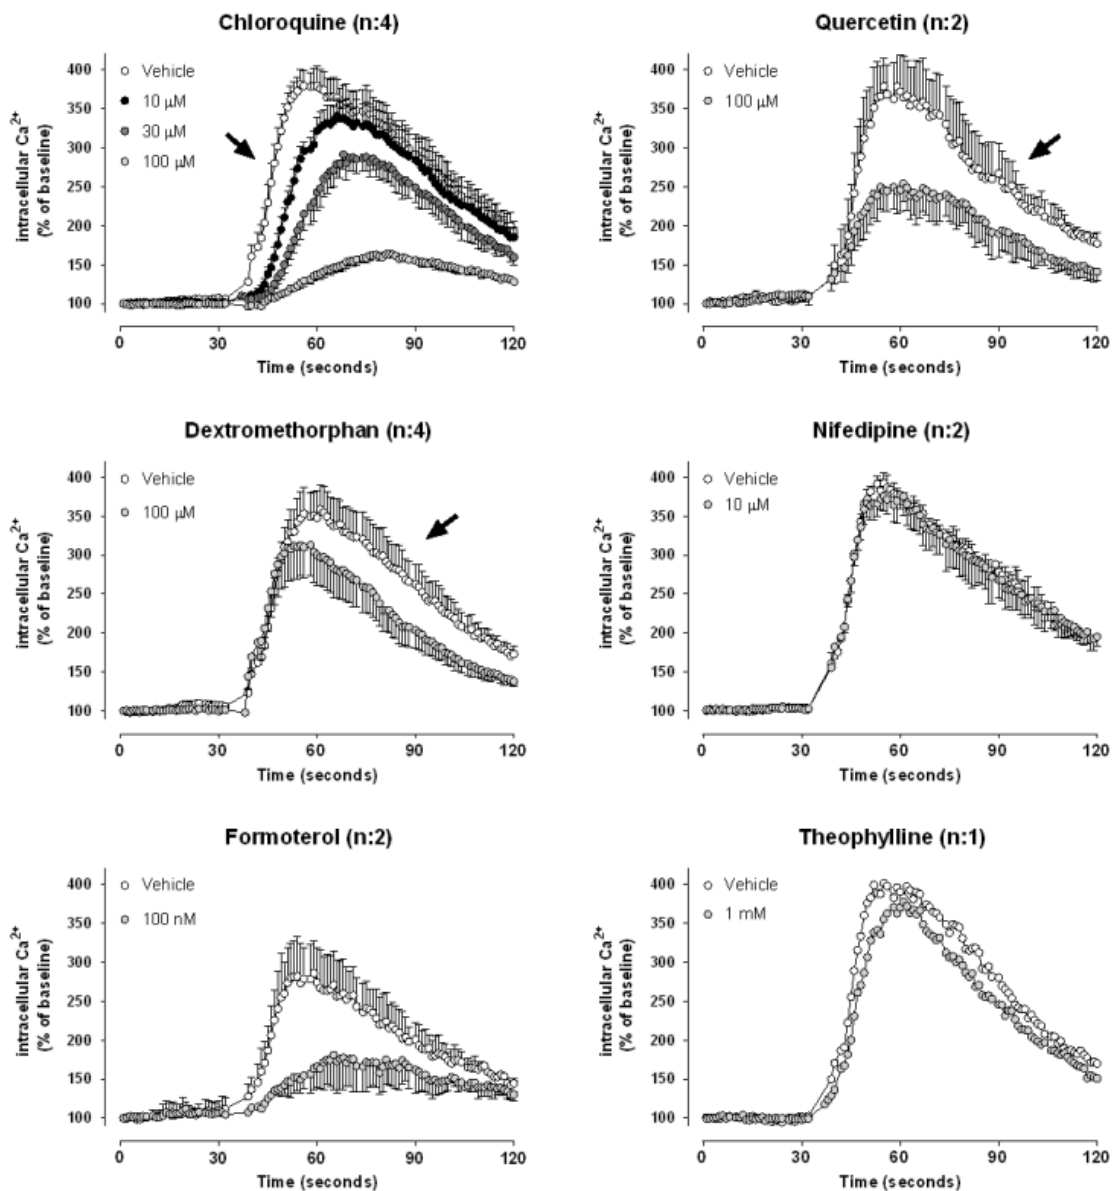 Chloroquine (n:4)
400
350
300
250
200
150
100
intracellular Ca²⁺
(% of baseline)
Vehicle
10 µM
30 µM
100 µM
0 30 60 90 120
Time (seconds)
Quercetin (n:2)
400
350
300
250
200
150
100
intracellular Ca²⁺
(% of baseline)
Vehicle
100 µM
0 30 60 90 120
Time (seconds)
Dextromethorphan (n:4)
400
350
300
250
200
150
100
intracellular Ca²⁺
(% of baseline)
Vehicle
100 µM
0 30 60 90 120
Time (seconds)
Nifedipine (n:2)
400
350
300
250
200
150
100
intracellular Ca²⁺
(% of baseline)
Vehicle
10 µM
0 30 60 90 120
Time (seconds)
Formoterol (n:2)
400
350
300
250
200
150
100
intracellular Ca²⁺
(% of baseline)
Vehicle
100 nM
0 30 60 90 120
Time (seconds)
Theophylline (n:1)
400
350
300
250
200
150
100
intracellular Ca²⁺
(% of baseline)
Vehicle
1 mM
0 30 60 90 120
Time (seconds)